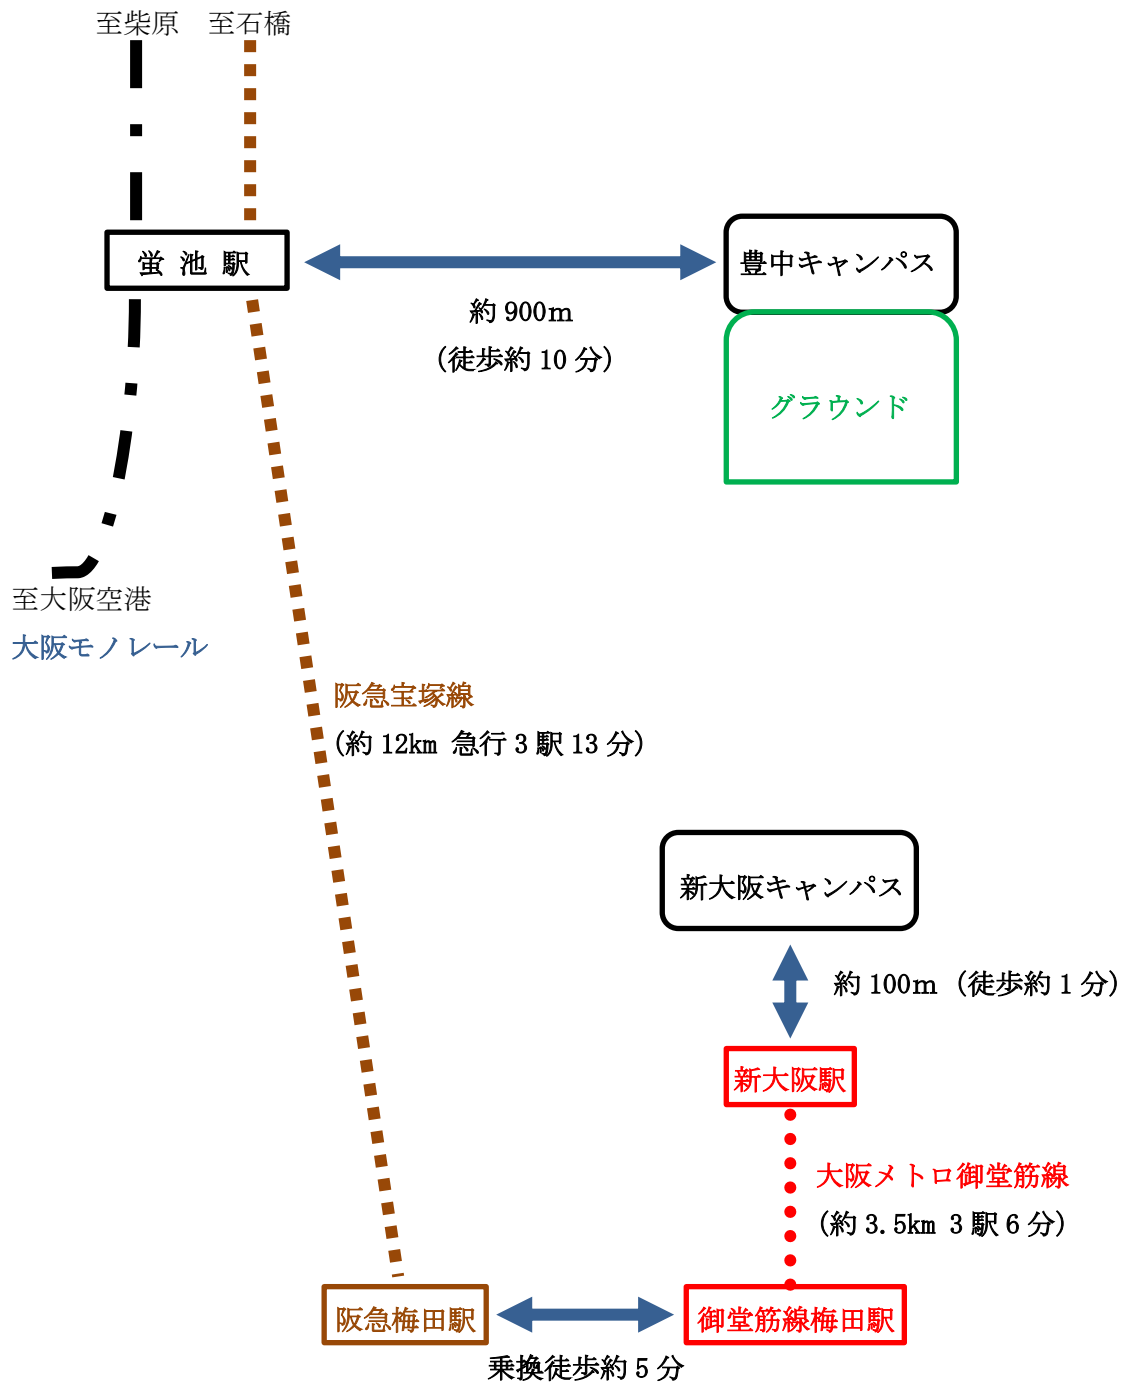 至柴原 至石橋
蛍 池 駅
豊中キャンパス
約 900ｍ
(徒歩約 10 分)
グラウンド
至大阪空港
大阪モノレール
阪急宝塚線
(約 12km 急行 3 駅 13 分)
新大阪キャンパス
約 100ｍ (徒歩約 1 分)
新大阪駅
大阪メトロ御堂筋線
(約 3.5km 3 駅 6 分)
阪急梅田駅
御堂筋線梅田駅
乗換徒歩約 5 分